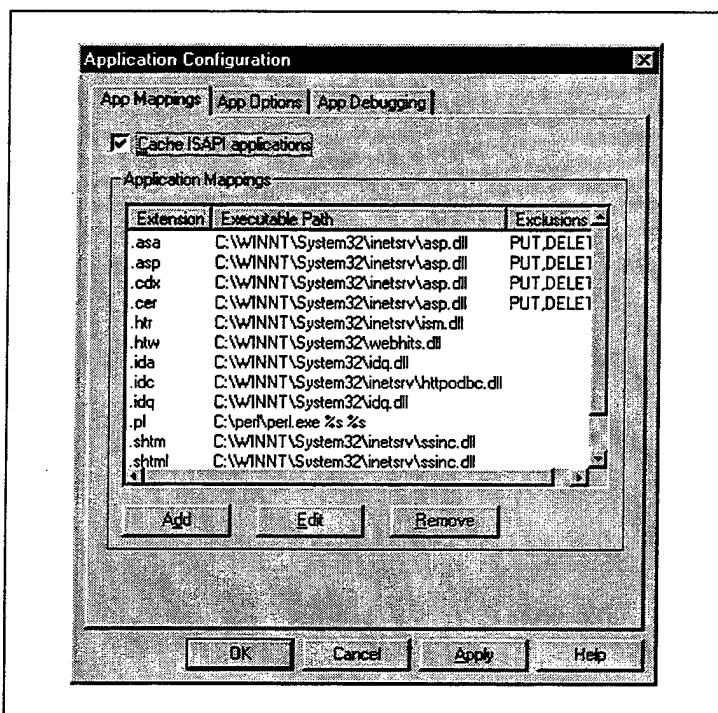 Application Configuration
App Mappings App Options App Debugging
Cache ISAPI applications
Application Mappings
Extension Executable Path Exclusions
.asa C:\WINNT\System32\inetsrv\asp.dll PUT,DELET
.asp C:\WINNT\System32\inetsrv\asp.dll PUT,DELET
.cdx C:\WINNT\System32\inetsrv\asp.dll PUT,DELET
.cer C:\WINNT\System32\inetsrv\asp.dll PUT,DELET
.htr C:\WINNT\System32\inetsrv\ism.dll
.htw C:\WINNT\System32\webhits.dll
.ida C:\WINNT\System32\idq.dll
.idc C:\WINNT\System32\inetsrv\httpodbc.dll
.idq C:\WINNT\System32\idq.dll
.pl C:\perl\perl.exe %s %s
.shtm C:\WINNT\System32\inetsrv\ssinc.dll
.shtml C:\WINNT\System32\inetsrv\ssinc.dll
Add Edit Remove
OK Cancel Apply Help